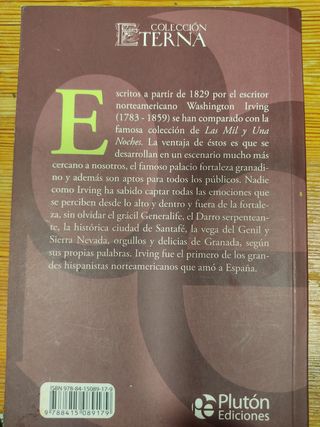 COLECCIÓN
ETERNA
Escritos a partir de 1829 por el escritor
norteamericano Washington Irving
(1783 - 1859) se han comparado con la
famosa colección de Las Mil y Una
Noches. La ventaja de éstos es que se
desarrollan en un escenario mucho más
cercano a nosotros, el famoso palacio fortaleza granadi-
no y además son aptos para todos los públicos. Nadie
como Irving ha sabido captar todas las emociones que
se perciben desde lo alto y dentro y fuera de la fortale-
za, sin olvidar el grácil Generalife, el Darro serpentean-
te, la histórica ciudad de Santafé, la vega del Genil y
Sierra Nevada, orgullos y delicias de Granada, según
sus propias palabras. Irving fue el primero de los gran-
des hispanistas norteamericanos que amó a España.
ISBN 978-84-15089-17-9
9 788415 089179
Plutón
Ediciones